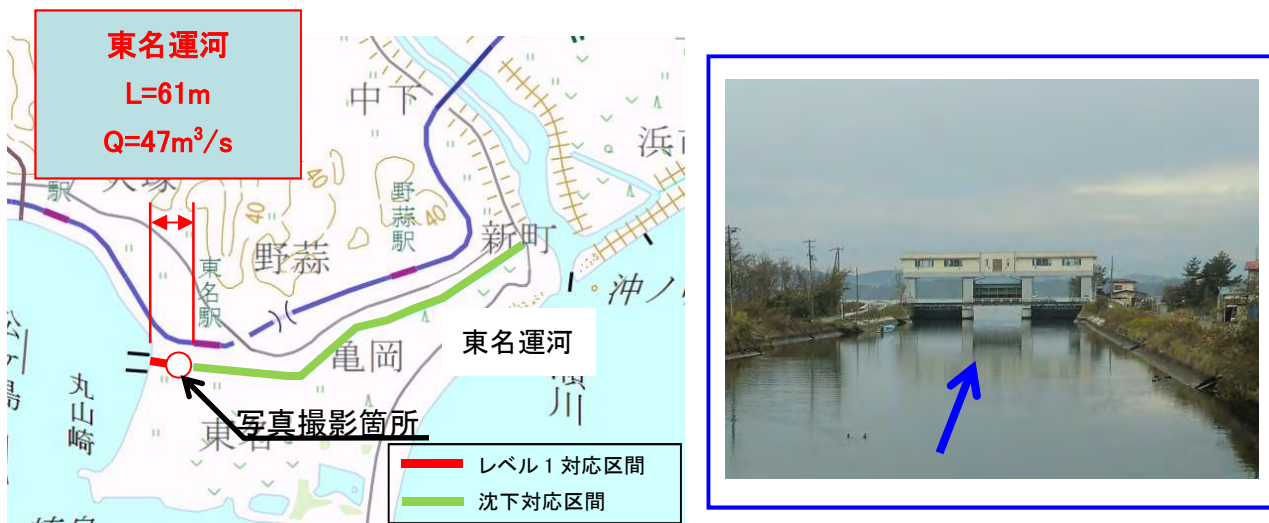 東名運河
L=61m
Q=47m³/s
中下
浜市
大塚
駅
40
40
野蒜駅
新町
野蒜
東名駅
沖ノ
東名運河
亀岡
川
丸山崎
写真撮影箇所
東名
レベル1対応区間
沈下対応区間